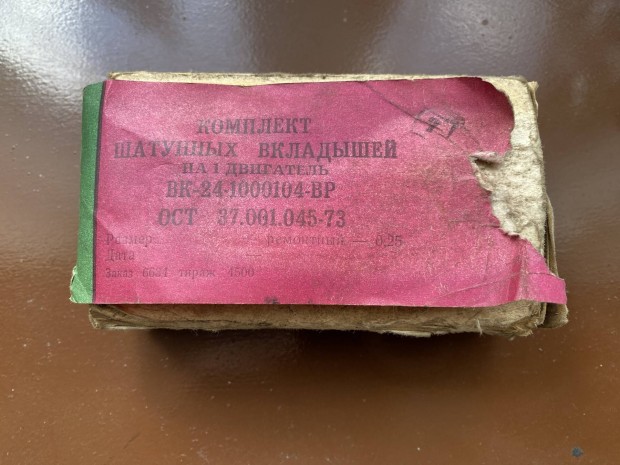 КОМПЛЕКТ
ШАТУННЫХ ВКЛАДЫШЕЙ
НА 1 ДВИГАТЕЛЬ
ВК-24-1000104-ВР
ОСТ 37.001.045-73
Размер ремонтный — 0,25
Дата —
Заказ 6624 тираж 4500